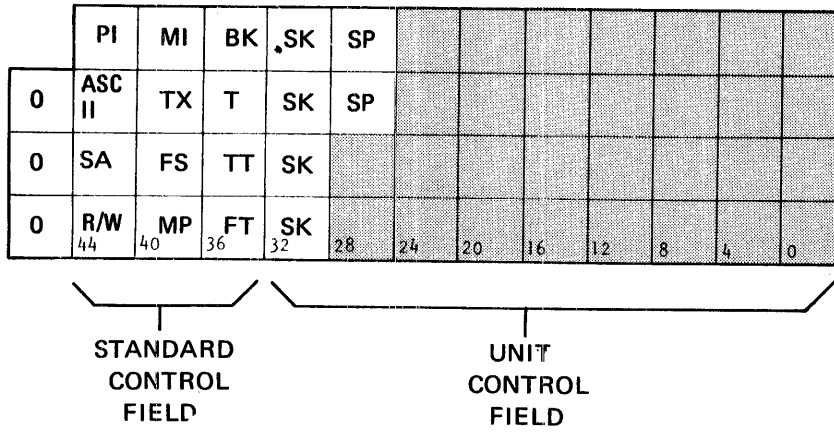 PI MI BK SK SP
0 ASC II TX T SK SP
0 SA FS TT SK
0 R/W MP FT SK
44 40 36 32 28 24 20 16 12 8 4 0
STANDARD CONTROL FIELD
UNIT CONTROL FIELD